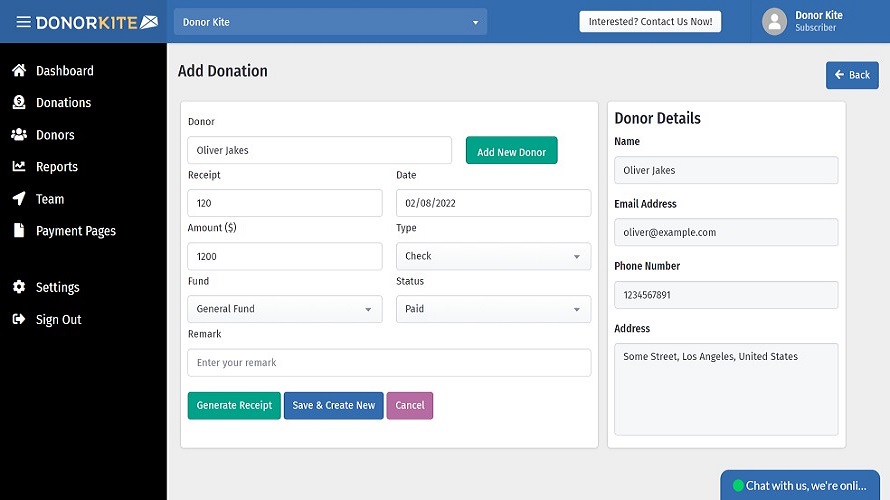 DONORKITE
Donor Kite
Interested? Contact Us Now!
Donor Kite
Subscriber
Dashboard
Donations
Donors
Reports
Team
Payment Pages
Settings
Sign Out
Add Donation
Back
Donor
Oliver Jakes
Add New Donor
Receipt
Date
120
02/08/2022
Amount ($)
Type
1200
Check
Fund
Status
General Fund
Paid
Remark
Enter your remark
Generate Receipt
Save & Create New
Cancel
Donor Details
Name
Oliver Jakes
Email Address
oliver@example.com
Phone Number
1234567891
Address
Some Street, Los Angeles, United States
Chat with us, we're onli...